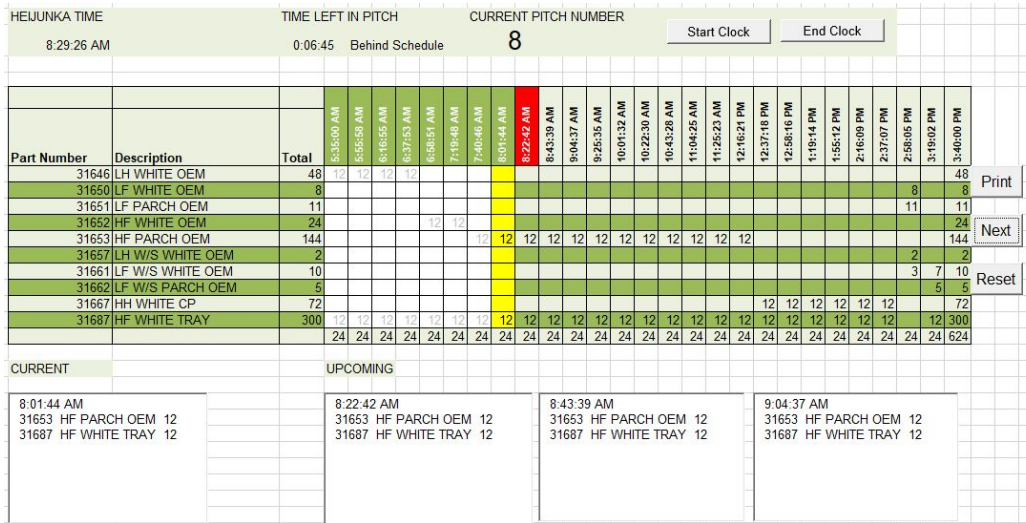 HEIJUNKA TIME TIME LEFT IN PITCH CURRENT PITCH NUMBER
8:29:26 AM 0:06:45 Behind Schedule 8 Start Clock End Clock
Part Number Description Total 5:35:00 AM 5:55:58 AM 6:16:55 AM 6:37:53 AM 6:58:51 AM 7:19:48 AM 7:40:46 AM 8:01:44 AM 8:22:42 AM 8:43:39 AM 9:04:37 AM 9:25:35 AM 10:01:32 AM 10:22:30 AM 10:43:28 AM 11:04:25 AM 11:25:23 AM 12:16:21 PM 12:37:18 PM 12:58:16 PM 1:19:14 PM 1:55:12 PM 2:16:09 PM 2:37:07 PM 2:58:05 PM 3:19:02 PM 3:40:00 PM
31646 LH WHITE OEM 48 12 12 12 12 48
Print
31650 LF WHITE OEM 8 8 8
31651 LF PARCH OEM 11 11 11
31652 HF WHITE OEM 24 12 12 24
Next
31653 HF PARCH OEM 144 12 12 12 12 12 12 12 12 12 12 12 12 144
31657 LH W/S WHITE OEM 2 2 2
31661 LF W/S WHITE OEM 10 3 7 10
Reset
31662 LF W/S PARCH OEM 5 5 5
31667 HH WHITE CP 72 12 12 12 12 12 12 72
31687 HF WHITE TRAY 300 12 12 12 12 12 12 12 12 12 12 12 12 12 12 12 12 12 12 12 12 12 12 12 12 12 300
24 24 24 24 24 24 24 24 24 24 24 24 24 24 24 24 24 24 24 24 24 24 24 24 24 24 624
CURRENT UPCOMING
8:01:44 AM
31653 HF PARCH OEM 12
31687 HF WHITE TRAY 12
8:22:42 AM
31653 HF PARCH OEM 12
31687 HF WHITE TRAY 12
8:43:39 AM
31653 HF PARCH OEM 12
31687 HF WHITE TRAY 12
9:04:37 AM
31653 HF PARCH OEM 12
31687 HF WHITE TRAY 12